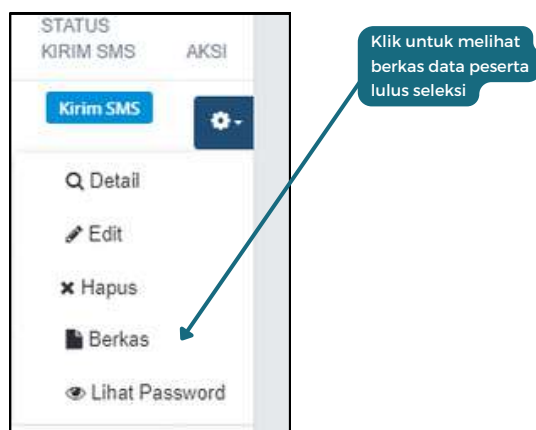 STATUS
KIRIM SMS AKSI
Kirim SMS
Detail
Edit
Hapus
Berkas
Lihat Password
Klik untuk melihat
berkas data peserta
lulus seleksi